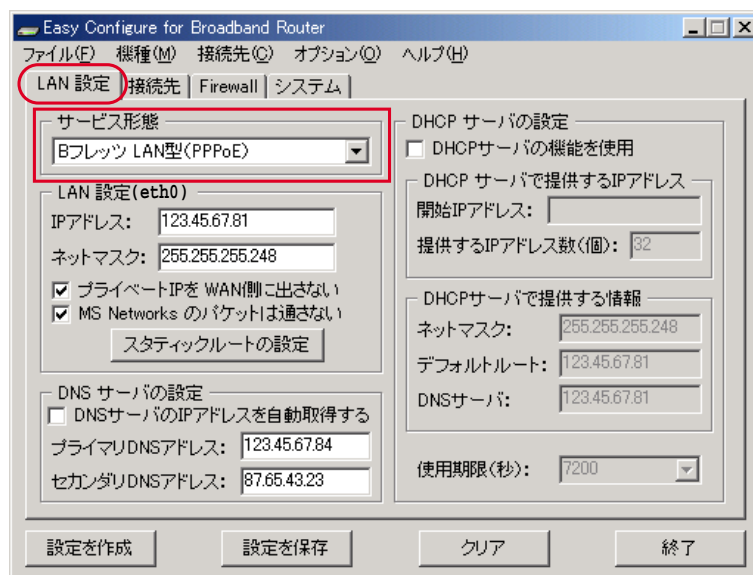 Easy Configure for Broadband Router
ファイル(F) 機種(M) 接続先(C) オプション(O) ヘルプ(H)
LAN 設定 接続先 Firewall システム
サービス形態
Bフレッツ LAN型(PPPoE)
LAN 設定(eth0)
IPアドレス: 123.45.67.81
ネットマスク: 255.255.255.248
プライベートIPを WAN側に出さない
MS Networks のパケットは通さない
スタティックルートの設定
DNS サーバの設定
DNSサーバのIPアドレスを自動取得する
プライマリDNSアドレス: 123.45.67.84
セカンダリDNSアドレス: 87.65.43.23
DHCP サーバの設定
DHCPサーバの機能を使用
DHCP サーバで提供するIPアドレス
開始IPアドレス:
提供するIPアドレス数(個): 32
DHCPサーバで提供する情報
ネットマスク: 255.255.255.248
デフォルトルート: 123.45.67.81
DNSサーバ: 123.45.67.81
使用期限(秒): 7200
設定を作成 設定を保存 クリア 終了